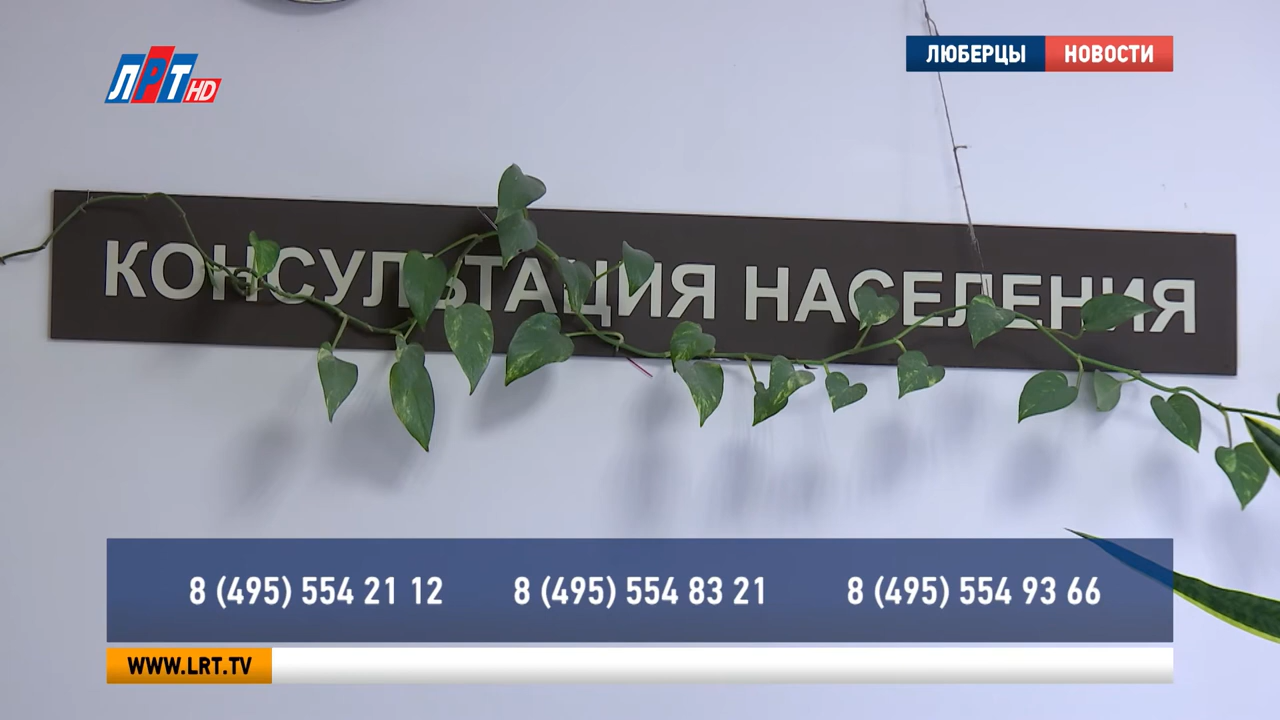 ЛРТ HD
ЛЮБЕРЦЫ НОВОСТИ
КОНСУЛЬТАЦИЯ НАСЕЛЕНИЯ
8 (495) 554 21 12 8 (495) 554 83 21 8 (495) 554 93 66
WWW.LRT.TV